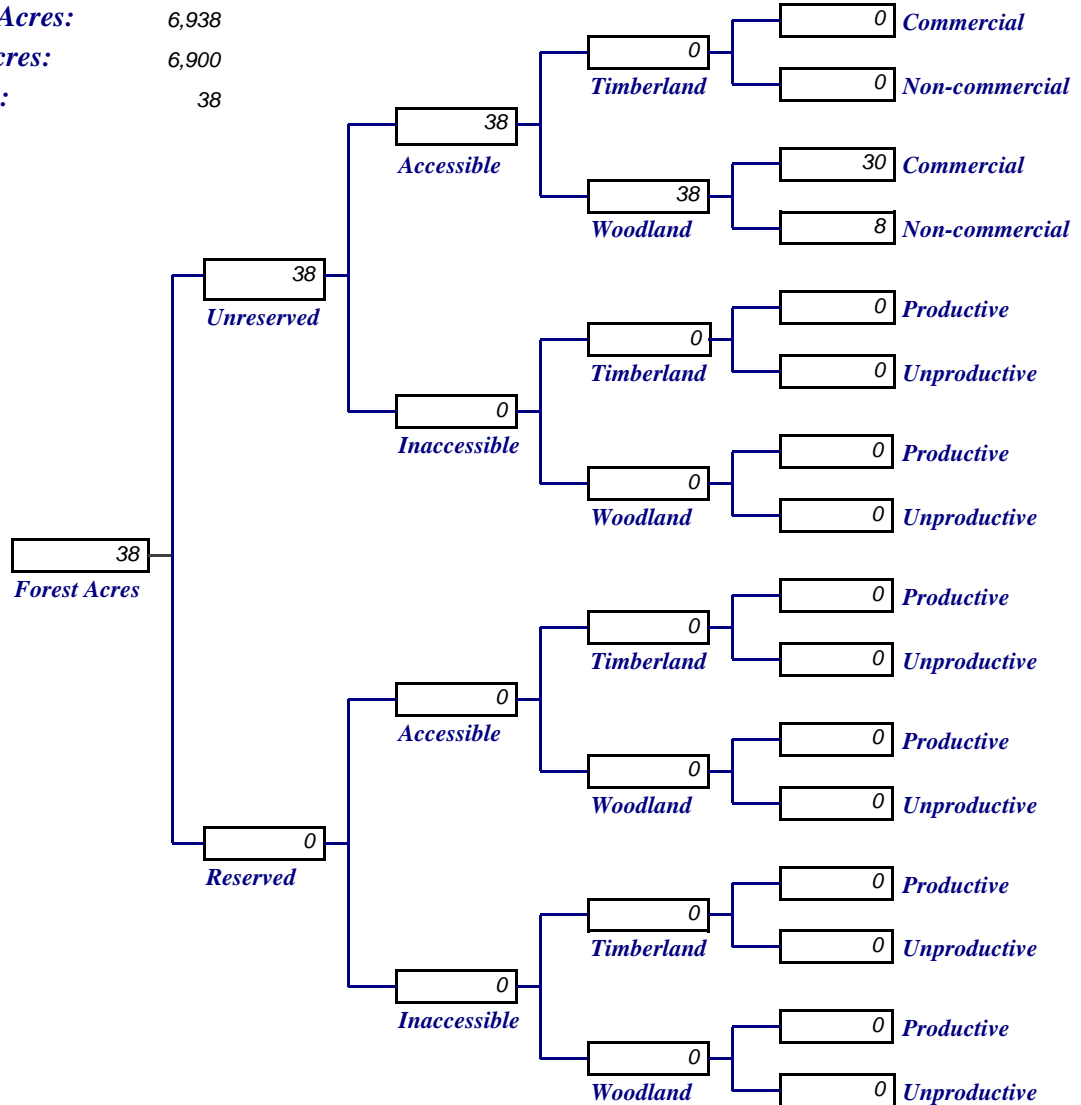 Acres: 6,938
cres: 6,900
: 38
0 Commercial
0 Timberland
0 Non-commercial
38 Accessible
30 Commercial
38 Woodland
8 Non-commercial
38 Unreserved
0 Productive
0 Timberland
0 Unproductive
0 Inaccessible
0 Productive
0 Woodland
0 Unproductive
38 Forest Acres
0 Productive
0 Timberland
0 Unproductive
0 Accessible
0 Productive
0 Woodland
0 Unproductive
0 Reserved
0 Productive
0 Timberland
0 Unproductive
0 Inaccessible
0 Productive
0 Woodland
0 Unproductive